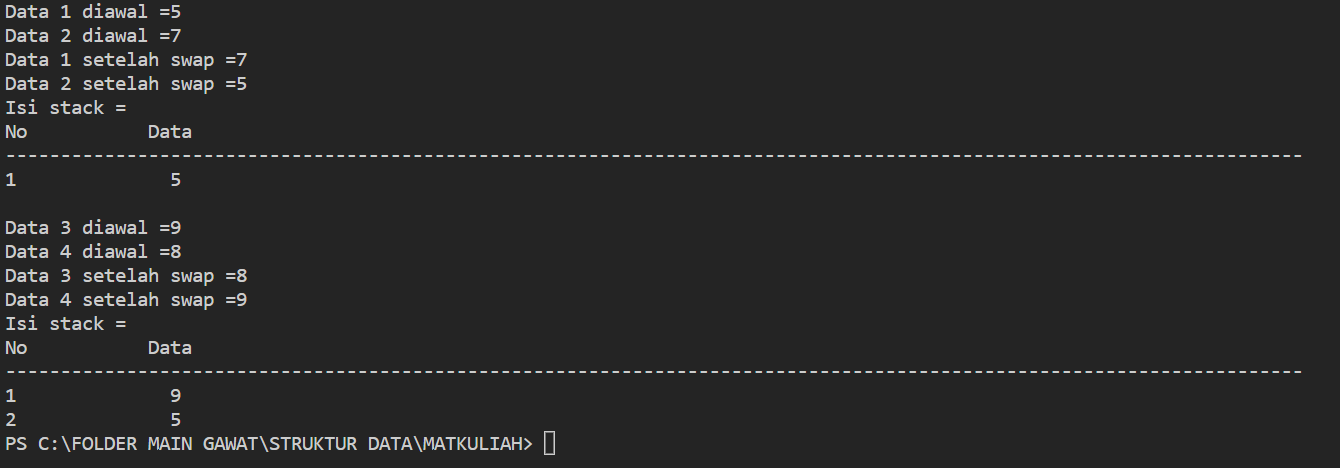 Data 1 diawal =5
Data 2 diawal =7
Data 1 setelah swap =7
Data 2 setelah swap =5
Isi stack =
No           Data
----------------------------------------------------------------------------------------------------------------------
1              5
Data 3 diawal =9
Data 4 diawal =8
Data 3 setelah swap =8
Data 4 setelah swap =9
Isi stack =
No           Data
----------------------------------------------------------------------------------------------------------------------
1              9
2              5
PS C:\FOLDER MAIN GAWAT\STRUKTUR DATA\MATKULIAH>